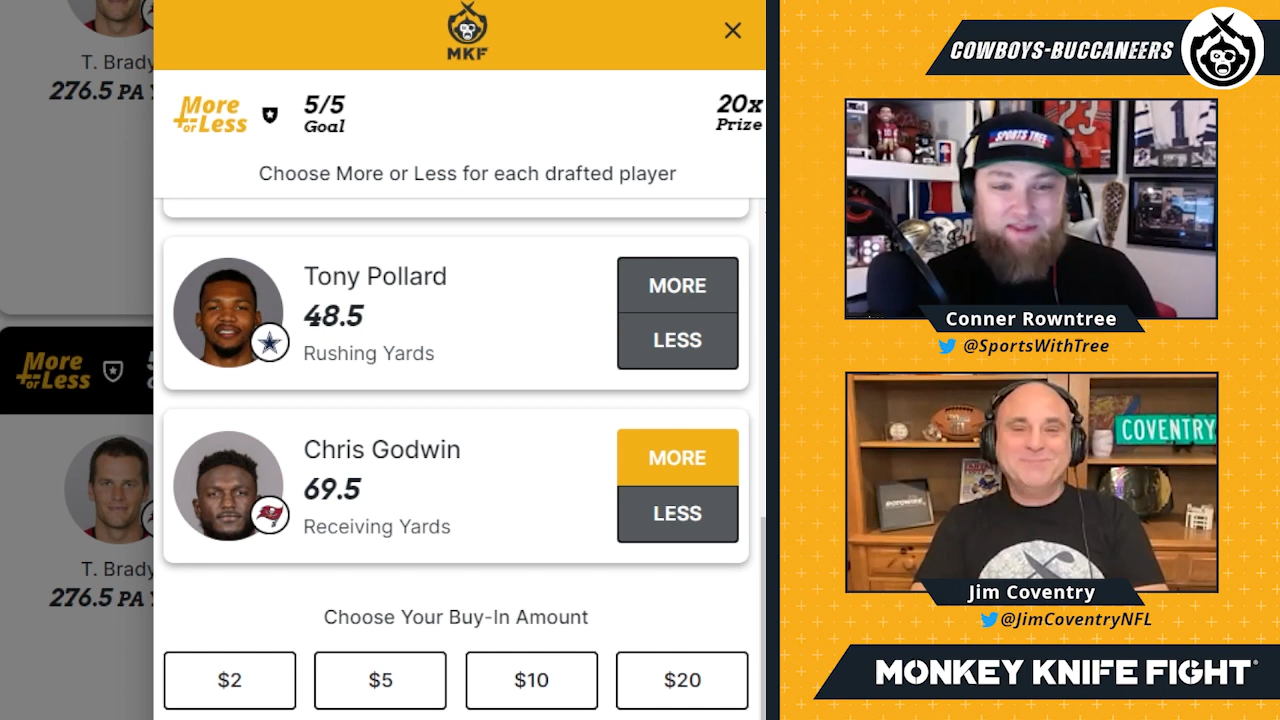 MKF
More
or Less
5/5
Goal
20x
Prize
Choose More or Less for each drafted player
T. Brady
276.5 PA Y
Tony Pollard
48.5
Rushing Yards
MORE
LESS
More
or Less
Chris Godwin
69.5
Receiving Yards
MORE
LESS
T. Brady
276.5 PA Y
Choose Your Buy-In Amount
$2
$5
$10
$20
COWBOYS-BUCCANEERS
SPORTS TREE
23
Conner Rowntree
@SportsWithTree
COVENTRY
Jim Coventry
@JimCoventryNFL
MONKEY KNIFE FIGHT